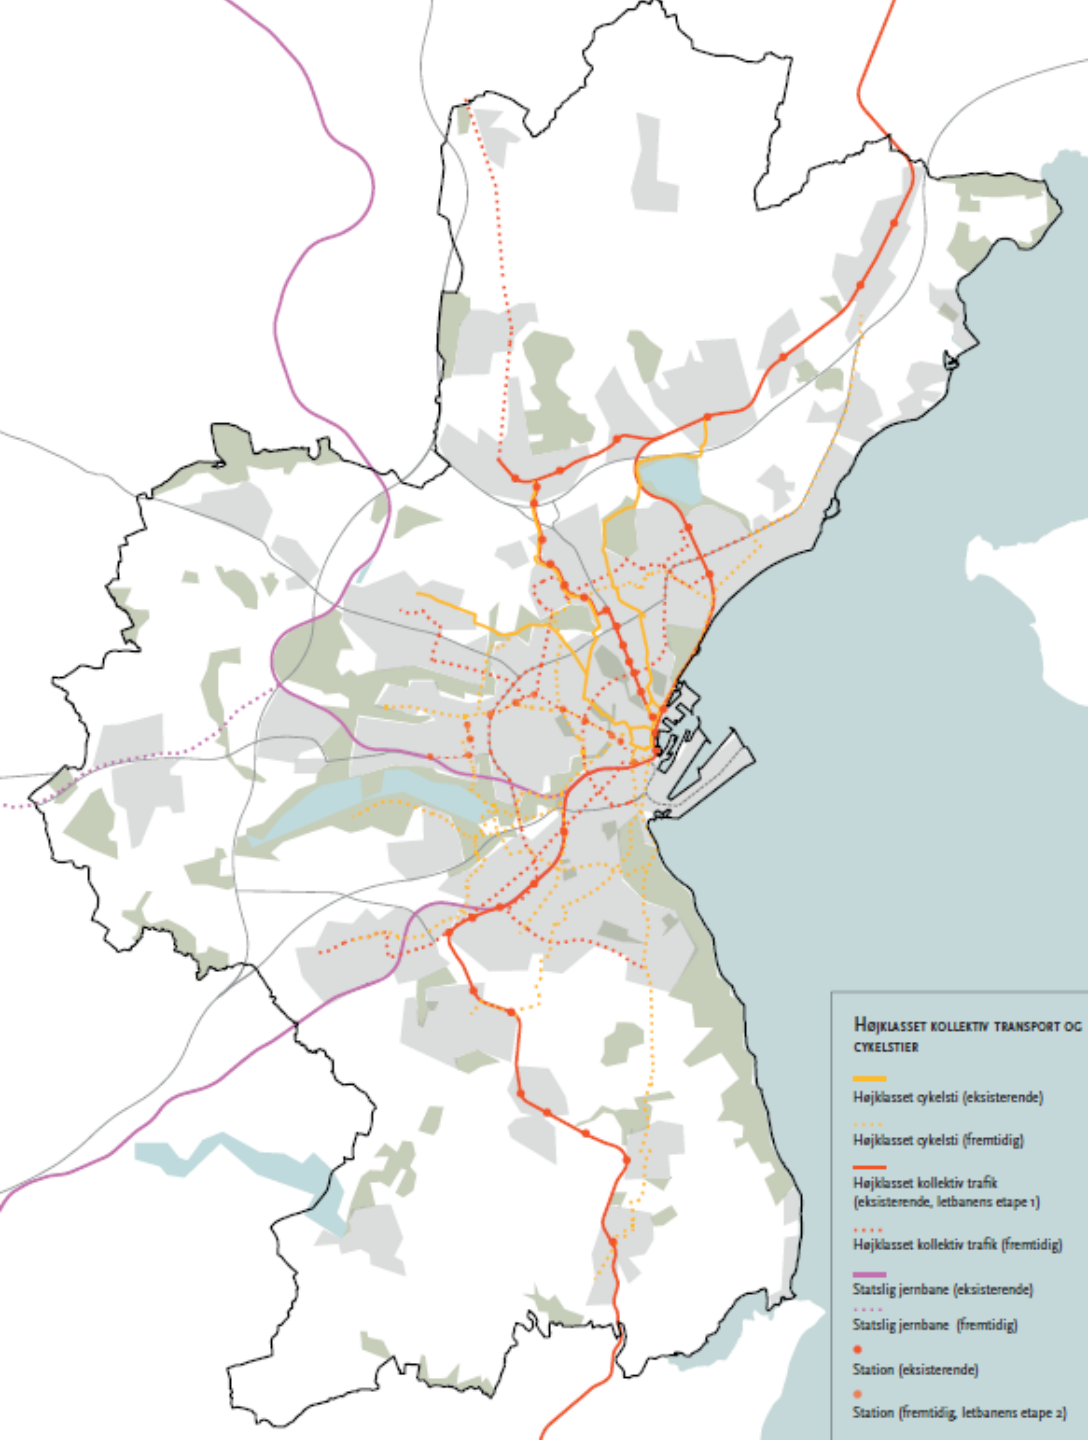 Højklasset kollektiv transport og
cykelstier
Højklasset cykelsti (eksisterende)
Højklasset cykelsti (fremtidig)
Højklasset kollektiv trafik
(eksisterende, letbanens etape 1)
Højklasset kollektiv trafik (fremtidig)
Statslig jernbane (eksisterende)
Statslig jernbane (fremtidig)
Station (eksisterende)
Station (fremtidig, letbanens etape 2)